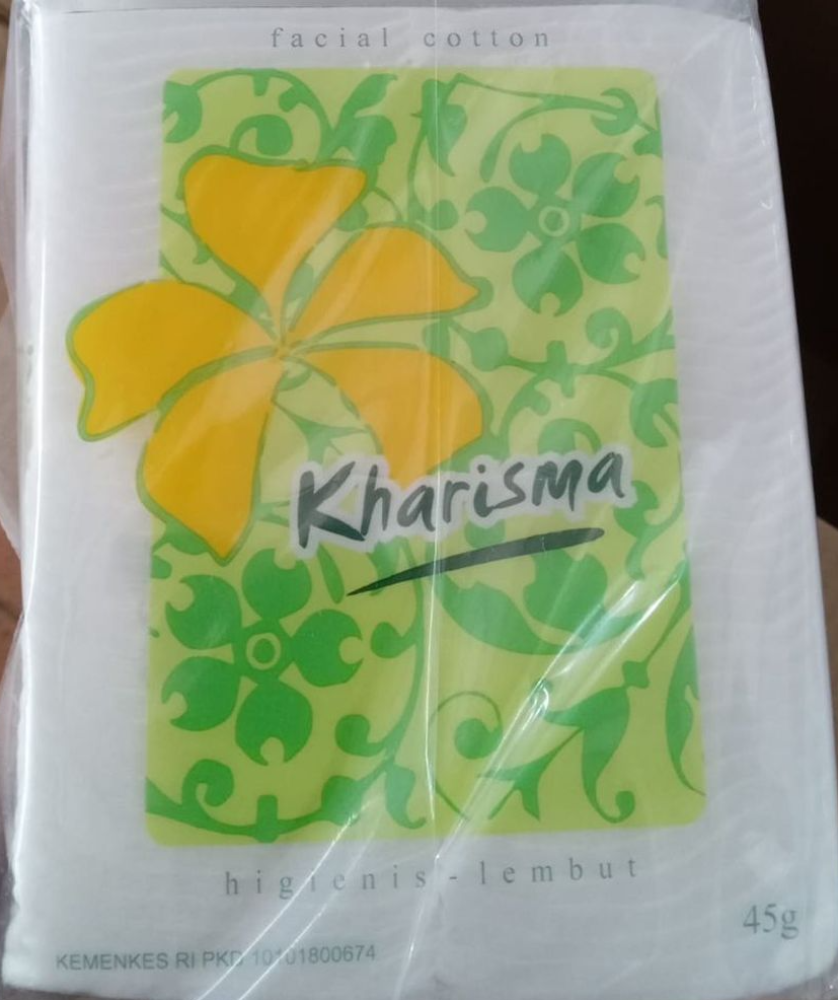 facial cotton
Kharisma
higienis - lembut
45g
KEMENKES RI PKD 10101800674